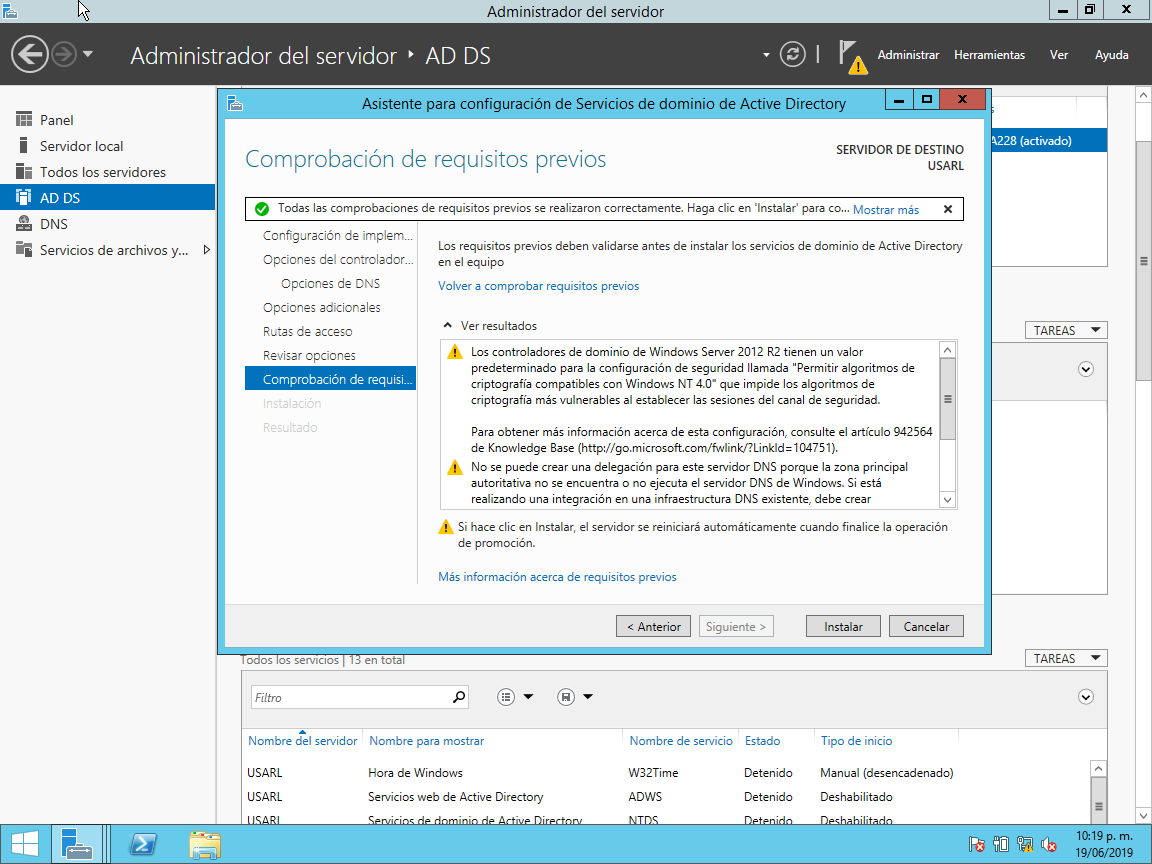 Administrador del servidor
Administrador del servidor ‣ AD DS
Administrar
Herramientas
Ver
Ayuda
Panel
Servidor local
Todos los servidores
AD DS
DNS
Servicios de archivos y...
A228 (activado)
TAREAS
Asistente para configuración de Servicios de dominio de Active Directory
Comprobación de requisitos previos
SERVIDOR DE DESTINO
USARL
Todas las comprobaciones de requisitos previos se realizaron correctamente. Haga clic en 'Instalar' para co... Mostrar más
Configuración de implem...
Opciones del controlador...
Opciones de DNS
Opciones adicionales
Rutas de acceso
Revisar opciones
Comprobación de requisi...
Instalación
Resultado
Los requisitos previos deben validarse antes de instalar los servicios de dominio de Active Directory
en el equipo
Volver a comprobar requisitos previos
Ver resultados
Los controladores de dominio de Windows Server 2012 R2 tienen un valor
predeterminado para la configuración de seguridad llamada "Permitir algoritmos de
criptografía compatibles con Windows NT 4.0" que impide los algoritmos de
criptografía más vulnerables al establecer las sesiones del canal de seguridad.
Para obtener más información acerca de esta configuración, consulte el artículo 942564
de Knowledge Base (http://go.microsoft.com/fwlink/?LinkId=104751).
No se puede crear una delegación para este servidor DNS porque la zona principal
autoritativa no se encuentra o no ejecuta el servidor DNS de Windows. Si está
realizando una integración en una infraestructura DNS existente, debe crear
Si hace clic en Instalar, el servidor se reiniciará automáticamente cuando finalice la operación
de promoción.
Más información acerca de requisitos previos
< Anterior
Siguiente >
Instalar
Cancelar
Todos los servicios | 13 en total
TAREAS
Filtro
Nombre del servidor Nombre para mostrar Nombre de servicio Estado Tipo de inicio
USARL Hora de Windows W32Time Detenido Manual (desencadenado)
USARL Servicios web de Active Directory ADWS Detenido Deshabilitado
USARL Servicios de dominio de Active Directory NTDS Detenido Deshabilitado
10:19 p. m.
19/06/2019